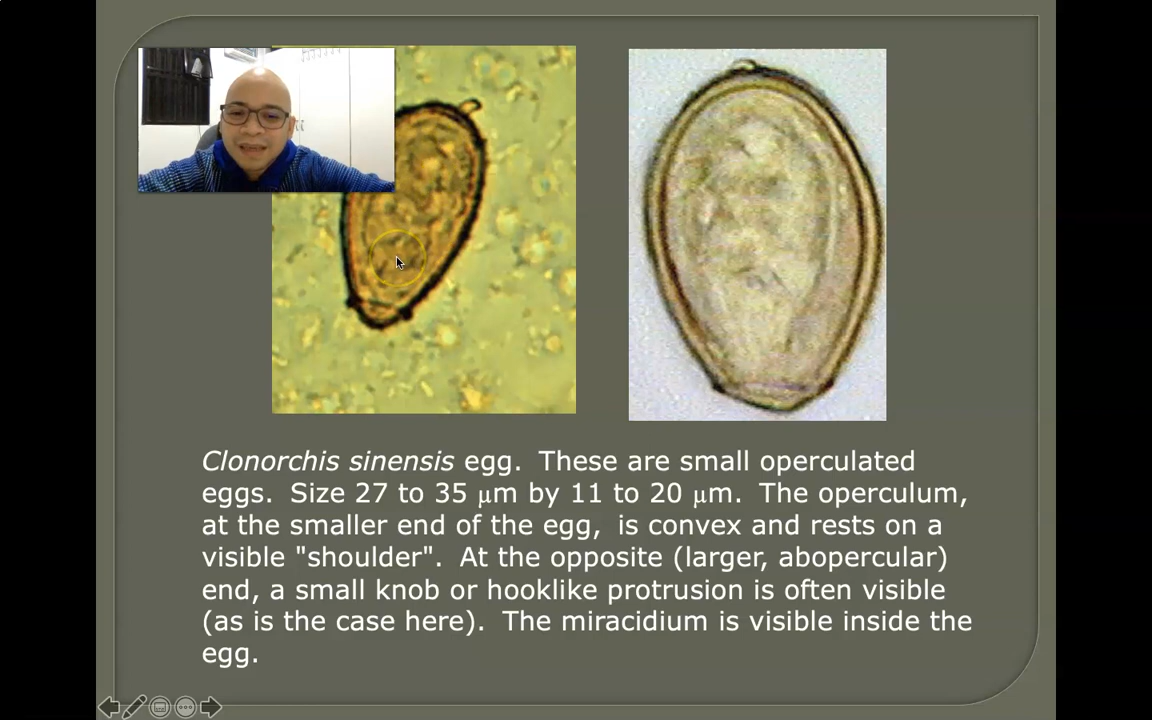 Clonorchis sinensis egg.  These are small operculated
eggs.  Size 27 to 35 μm by 11 to 20 μm.  The operculum,
at the smaller end of the egg,  is convex and rests on a
visible "shoulder".  At the opposite (larger, abopercular)
end, a small knob or hooklike protrusion is often visible
(as is the case here).  The miracidium is visible inside the
egg.